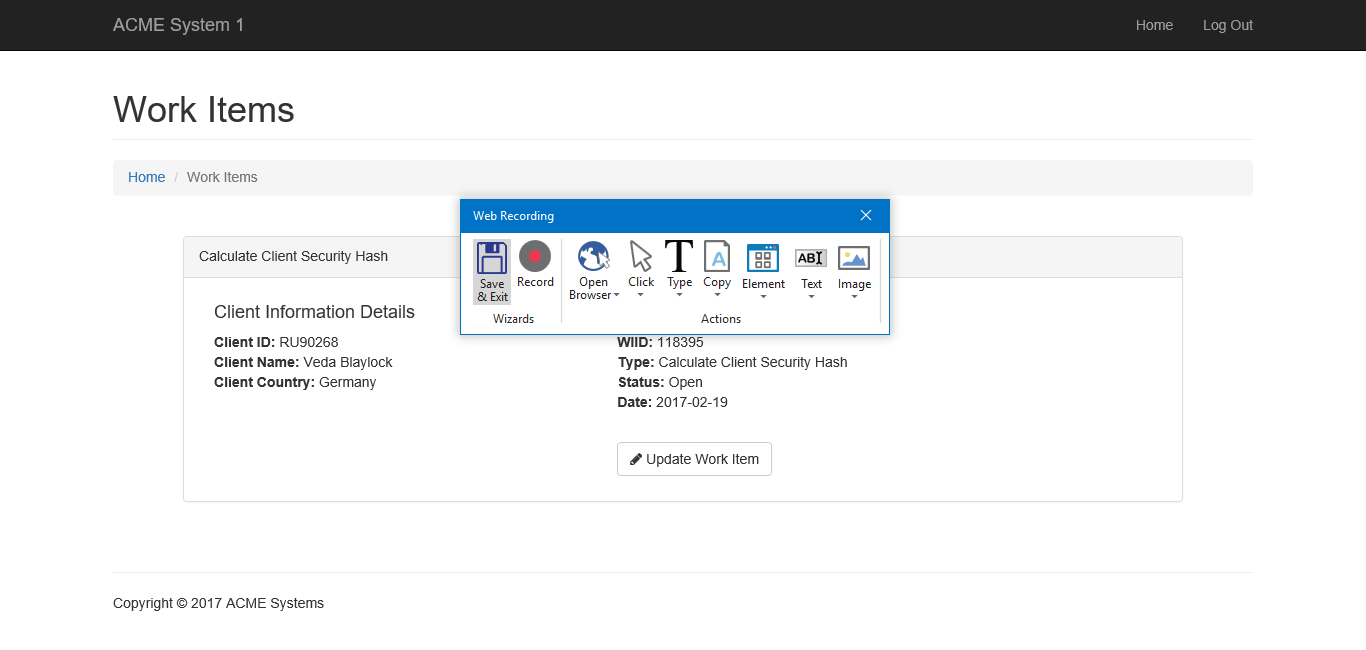 ACME System 1
Home
Log Out
Work Items
Home / Work Items
Web Recording
Save & Exit
Record
Open Browser
Click
Type
Copy
Element
ABI
Text
Image
Wizards
Actions
Calculate Client Security Hash
Client Information Details
Client ID: RU90268
Client Name: Veda Blaylock
Client Country: Germany
WIID: 118395
Type: Calculate Client Security Hash
Status: Open
Date: 2017-02-19
Update Work Item
Copyright © 2017 ACME Systems